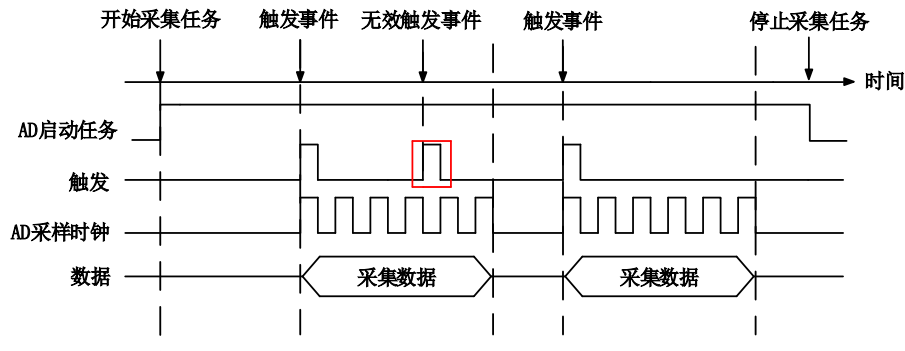 开始采集任务
触发事件
无效触发事件
触发事件
停止采集任务
时间
AD启动任务
触发
AD采样时钟
数据
采集数据
采集数据